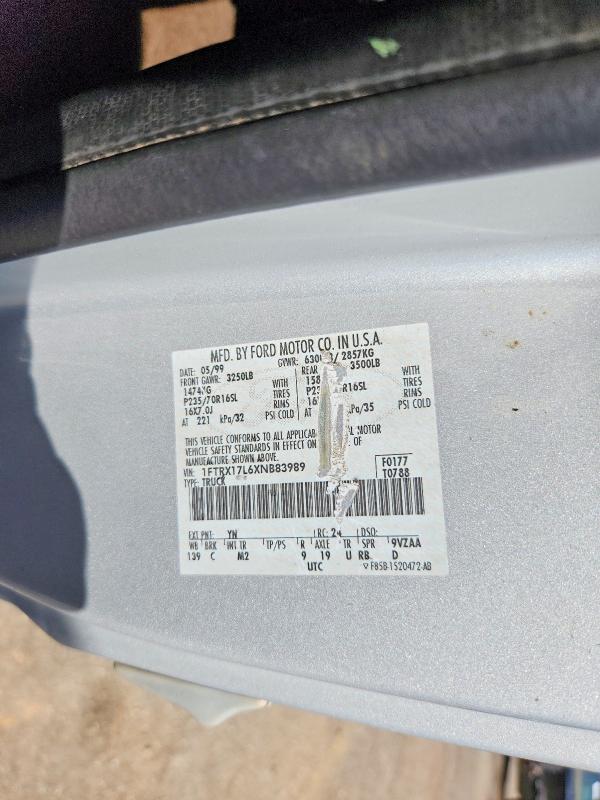 MFD. BY FORD MOTOR CO. IN U.S.A.
DATE: 05/99 GVWR: / 2857KG
FRONT GAWR: 3250LB REAR 3500LB
1474KG WITH WITH
P235/70R16SL TIRES TIRES
16X7.0J RIMS RIMS
AT 221 kPa/32 PSI COLD AT kPa/35 PSI COLD
THIS VEHICLE CONFORMS TO ALL MOTOR
VEHICLE SAFETY STANDARDS IN EFFECT ON OF
MANUFACTURE SHOWN ABOVE.
VIN: 1FTRX17L6XNB83989 F0177
TYPE: TRUCK T0788
EXT PNT: YN RC: 24 DSO:
WB BRK INT TR TP/PS R AXLE TR SPR 9VZAA
139 C M2 9 19 U RB D
UTC F85B-1520472-AB